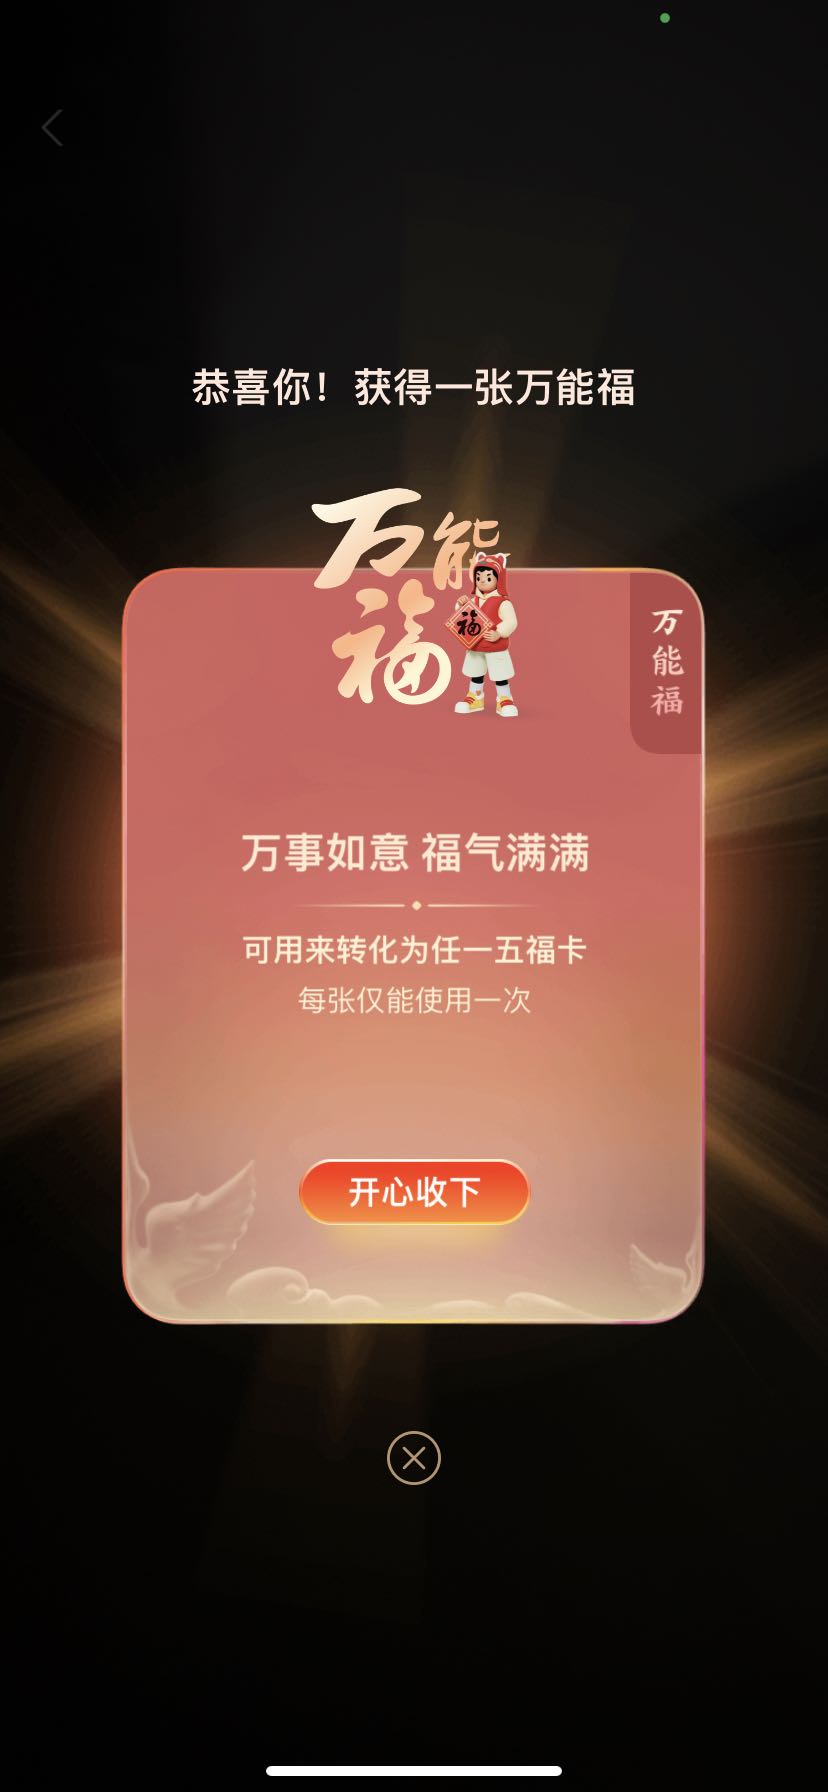 恭喜你！获得一张万能福
万能
福
福
万能福
万事如意 福气满满
可用来转化为任一五福卡
每张仅能使用一次
开心收下